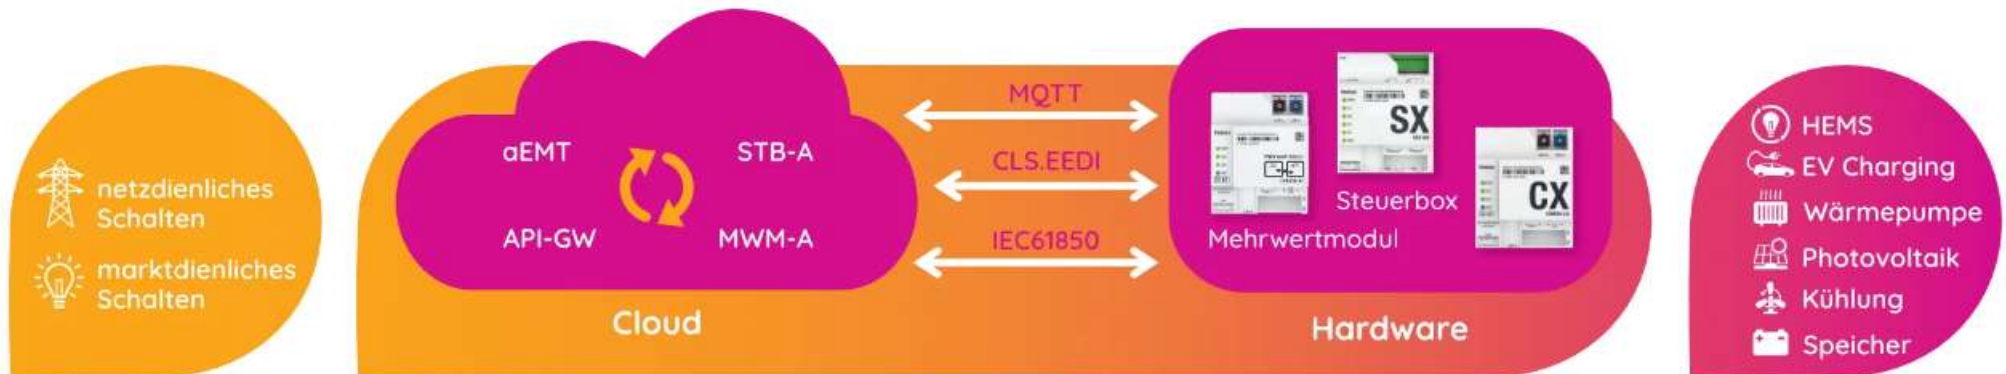 netzdienliches
Schalten
marktdienliches
Schalten
aEMT
STB-A
API-GW
MWM-A
Cloud
MQTT
CLS.EEDI
IEC61850
SX
CX
Steuerbox
Mehrwertmodul
Hardware
HEMS
EV Charging
Wärmepumpe
Photovoltaik
Kühlung
Speicher